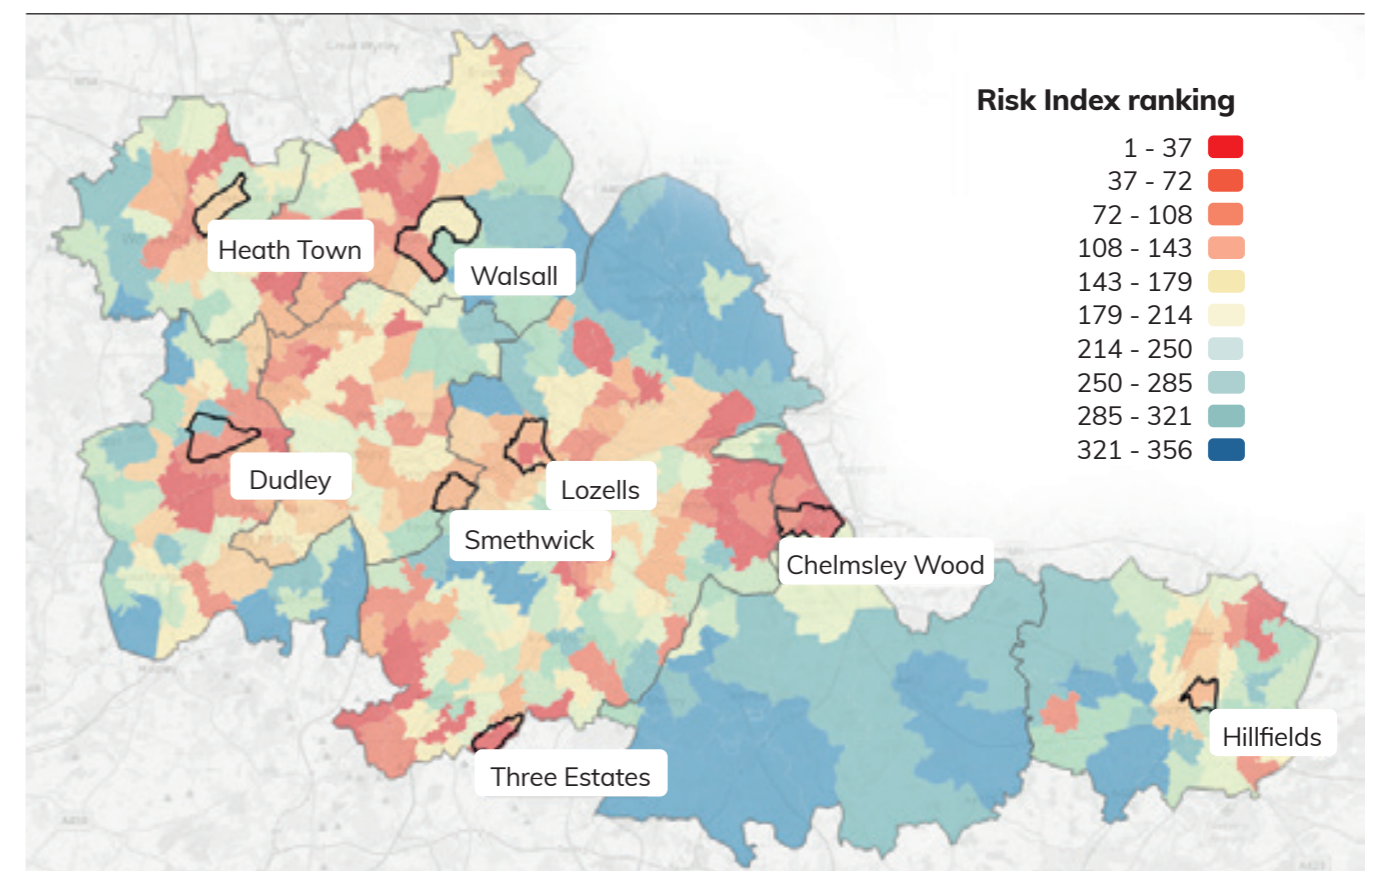 Risk Index ranking
1 - 37
37 - 72
72 - 108
108 - 143
143 - 179
179 - 214
214 - 250
250 - 285
285 - 321
321 - 356
Heath Town
Walsall
Dudley
Lozells
Smethwick
Chelmsley Wood
Hillfields
Three Estates